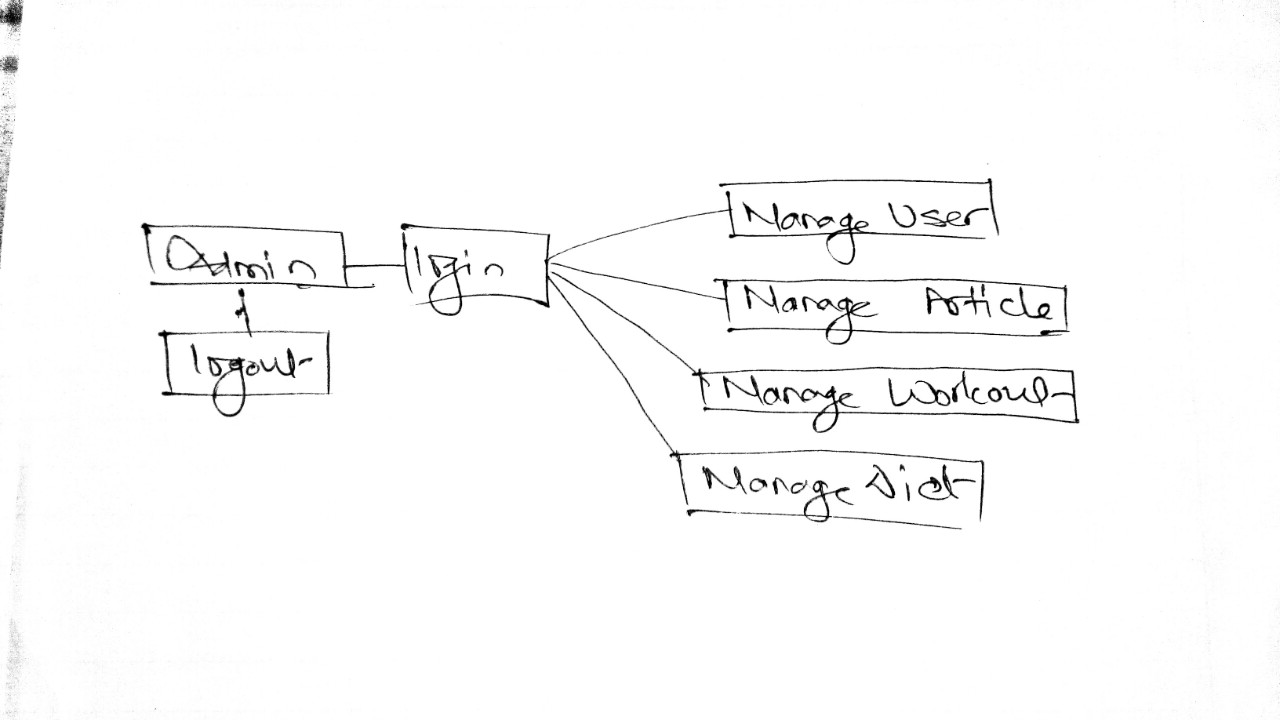 Manage User
Admin
login
Manage Article
logout
Manage Workout
Manage Diet